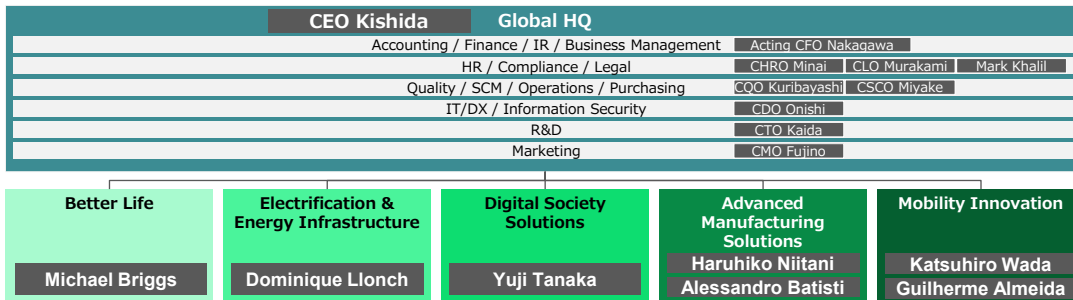 CEO Kishida Global HQ
Accounting / Finance / IR / Business Management Acting CFO Nakagawa
HR / Compliance / Legal CHRO Minai CLO Murakami Mark Khalil
Quality / SCM / Operations / Purchasing CQO Kuribayashi CSCO Miyake
IT/DX / Information Security CDO Onishi
R&D CTO Kaida
Marketing CMO Fujino
Better Life
Michael Briggs
Electrification &
Energy Infrastructure
Dominique Llonch
Digital Society
Solutions
Yuji Tanaka
Advanced
Manufacturing
Solutions
Haruhiko Niitani
Alessandro Batisti
Mobility Innovation
Katsuhiro Wada
Guilherme Almeida